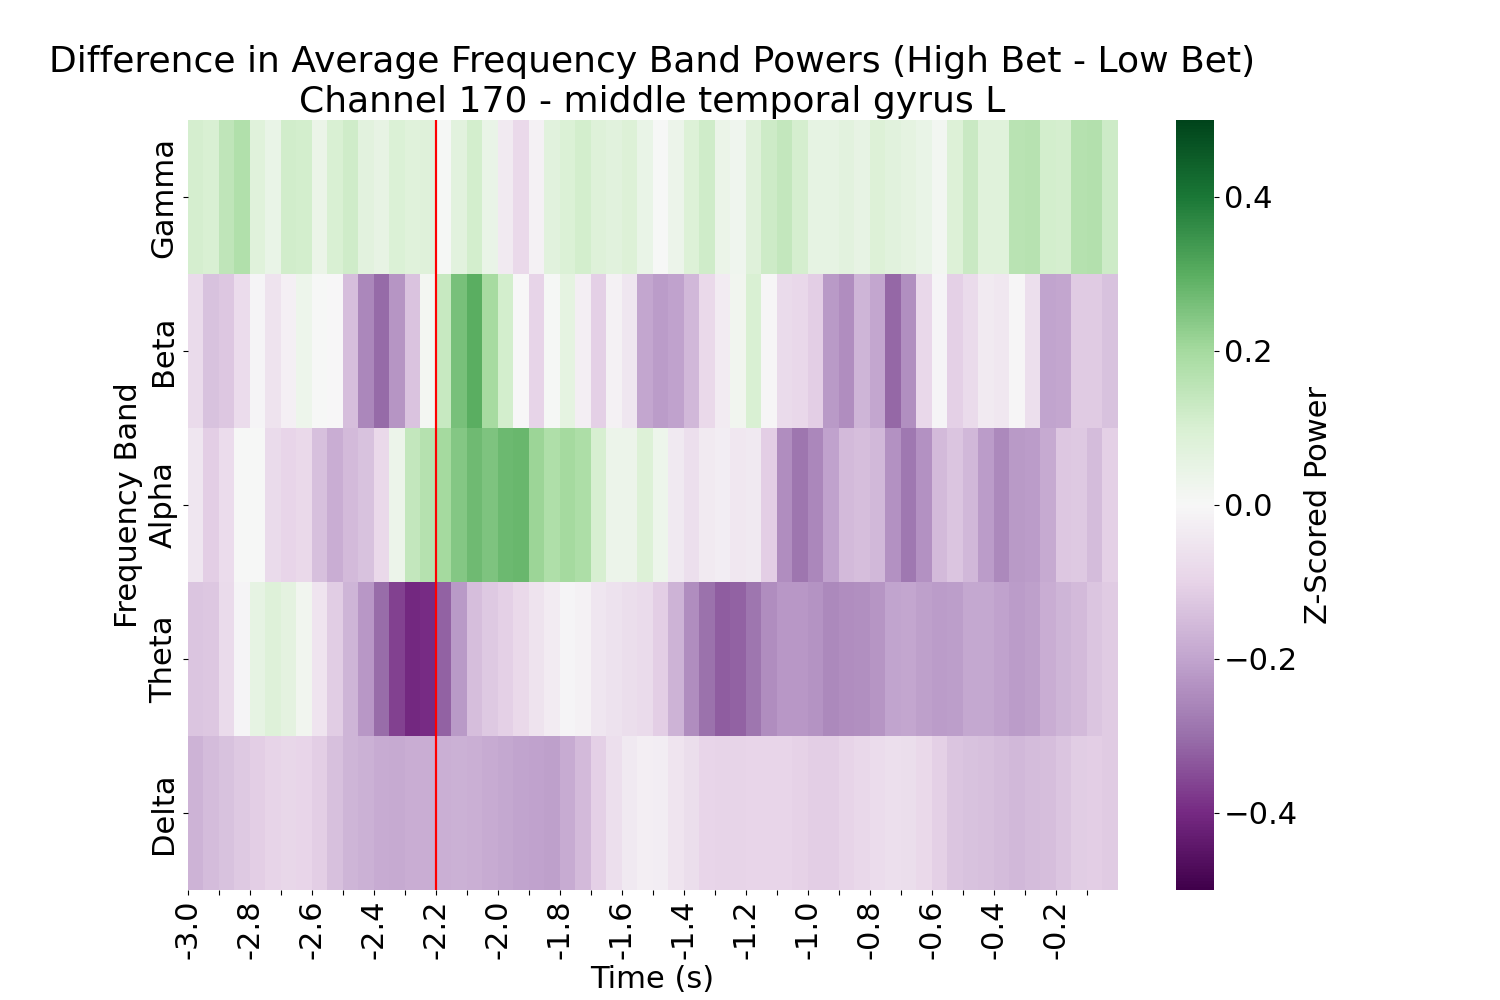 Difference in Average Frequency Band Powers (High Bet - Low Bet)
Channel 170 - middle temporal gyrus L
Frequency Band
Gamma
Beta
Alpha
Theta
Delta
-3.0
-2.8
-2.6
-2.4
-2.2
-2.0
-1.8
-1.6
-1.4
-1.2
-1.0
-0.8
-0.6
-0.4
-0.2
Time (s)
0.4
0.2
0.0
−0.2
−0.4
Z-Scored Power